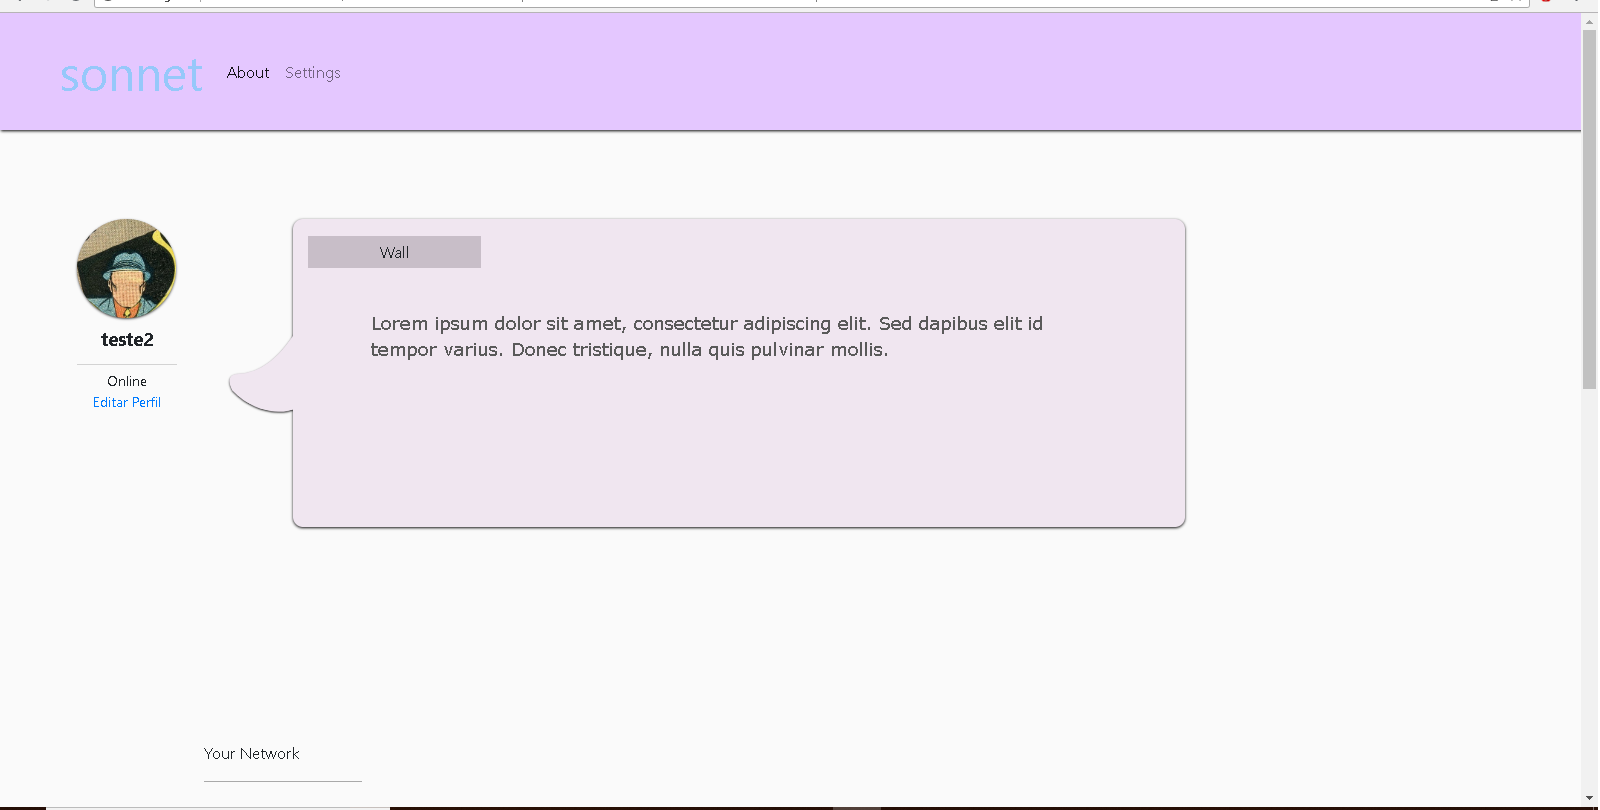 sonnet
About
Settings
Wall
Lorem ipsum dolor sit amet, consectetur adipiscing elit. Sed dapibus elit id
tempor varius. Donec tristique, nulla quis pulvinar mollis.
teste2
Online
Editar Perfil
Your Network